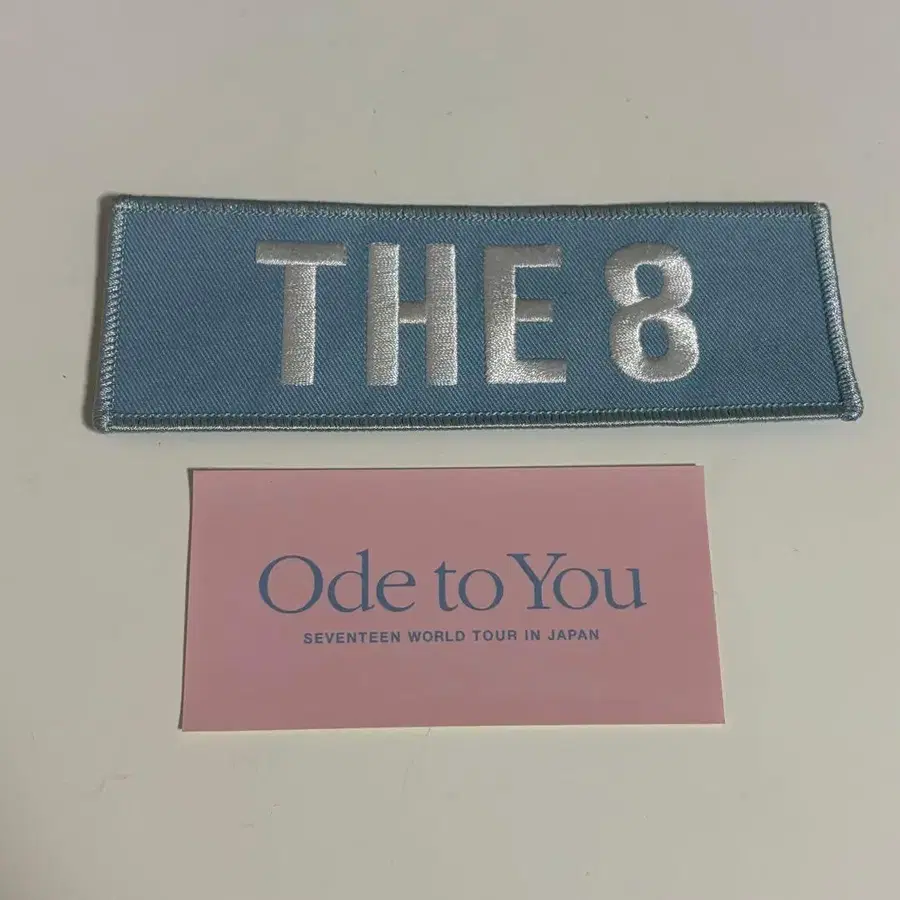 THE 8
Ode to You
SEVENTEEN WORLD TOUR IN JAPAN